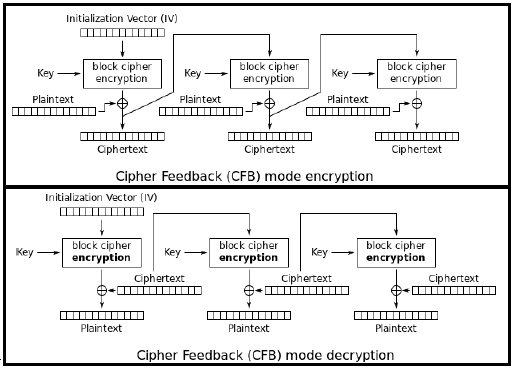 Initialization Vector (IV)
Key
block cipher
encryption
Key
block cipher
encryption
Key
block cipher
encryption
Plaintext
Plaintext
Plaintext
Ciphertext
Ciphertext
Ciphertext
Cipher Feedback (CFB) mode encryption
Initialization Vector (IV)
Key
block cipher
encryption
Key
block cipher
encryption
Key
block cipher
encryption
Ciphertext
Ciphertext
Ciphertext
Plaintext
Plaintext
Plaintext
Cipher Feedback (CFB) mode decryption